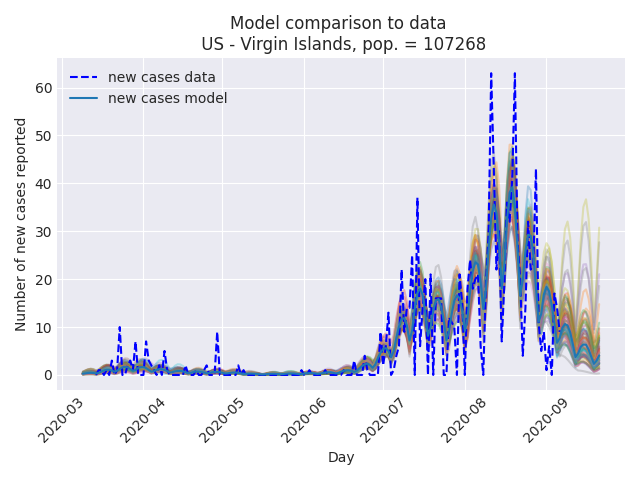 Model comparison to data
US - Virgin Islands, pop. = 107268
new cases data
new cases model
Number of new cases reported
60
50
40
30
20
10
0
2020-03
2020-04
2020-05
2020-06
2020-07
2020-08
2020-09
Day